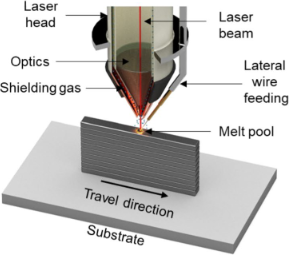 Laser
head
Laser
beam
Optics
Shielding gas
Lateral
wire
feeding
Melt pool
Travel direction
Substrate